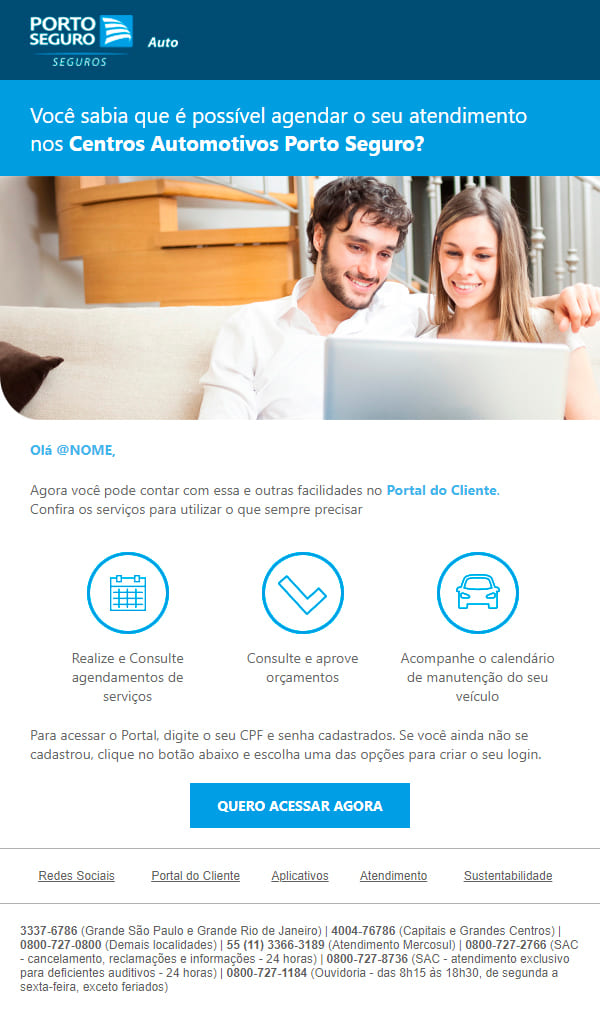 PORTO
SEGURO
SEGUROS
Auto
Você sabia que é possível agendar o seu atendimento
nos Centros Automotivos Porto Seguro?
Olá @NOME,
Agora você pode contar com essa e outras facilidades no Portal do Cliente.
Confira os serviços para utilizar o que sempre precisar
Realize e Consulte
agendamentos de
serviços
Consulte e aprove
orçamentos
Acompanhe o calendário
de manutenção do seu
veículo
Para acessar o Portal, digite o seu CPF e senha cadastrados. Se você ainda não se
cadastrou, clique no botão abaixo e escolha uma das opções para criar o seu login.
QUERO ACESSAR AGORA
Redes Sociais Portal do Cliente Aplicativos Atendimento Sustentabilidade
3337-6786 (Grande São Paulo e Grande Rio de Janeiro) | 4004-76786 (Capitais e Grandes Centros) |
0800-727-0800 (Demais localidades) | 55 (11) 3366-3189 (Atendimento Mercosul) | 0800-727-2766 (SAC
- cancelamento, reclamações e informações - 24 horas) | 0800-727-8736 (SAC - atendimento exclusivo
para deficientes auditivos - 24 horas) | 0800-727-1184 (Ouvidoria - das 8h15 às 18h30, de segunda a
sexta-feira, exceto feriados)